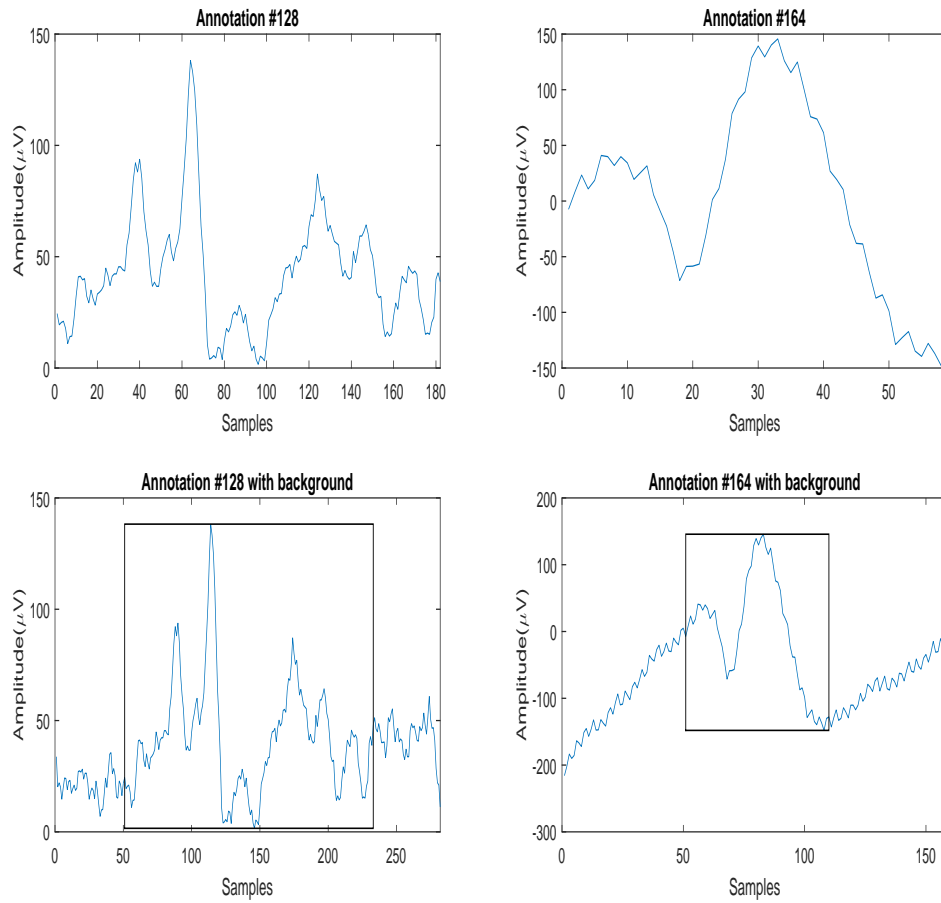 Annotation #128
150
100
50
0
Amplitude(μV)
0 20 40 60 80 100 120 140 160 180
Samples
Annotation #164
150
100
50
0
-50
-100
-150
Amplitude(μV)
0 10 20 30 40 50
Samples
Annotation #128 with background
150
100
50
0
Amplitude(μV)
0 50 100 150 200 250
Samples
Annotation #164 with background
200
100
0
-100
-200
-300
Amplitude(μV)
0 50 100 150
Samples